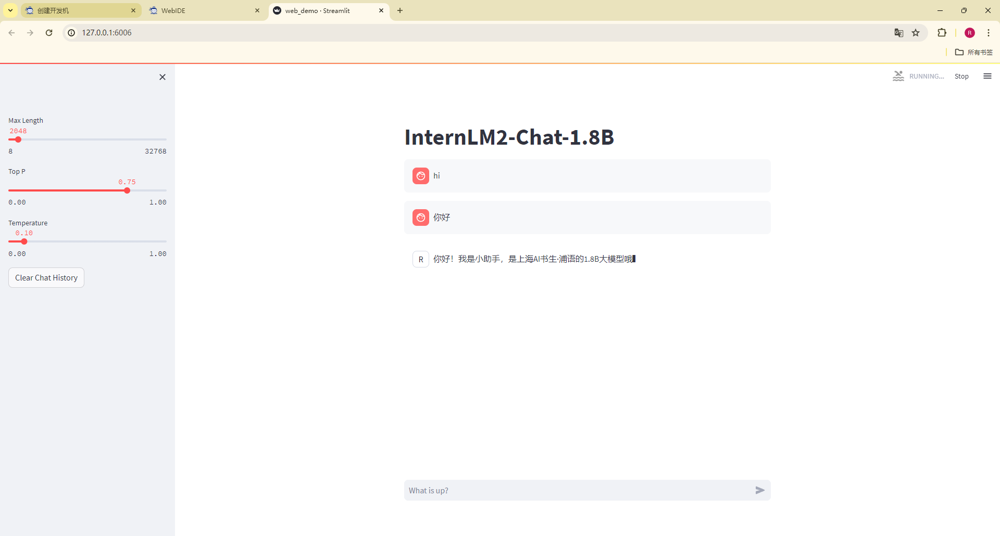 创建开发机
WebIDE
web_demo · Streamlit
127.0.0.1:6006
R
所有书签
RUNNING...
Stop
Max Length
2048
8 32768
Top P
0.75
0.00 1.00
Temperature
0.10
0.00 1.00
Clear Chat History
InternLM2-Chat-1.8B
hi
你好
R
你好！我是小助手，是上海AI书生·浦语的1.8B大模型哦
What is up?